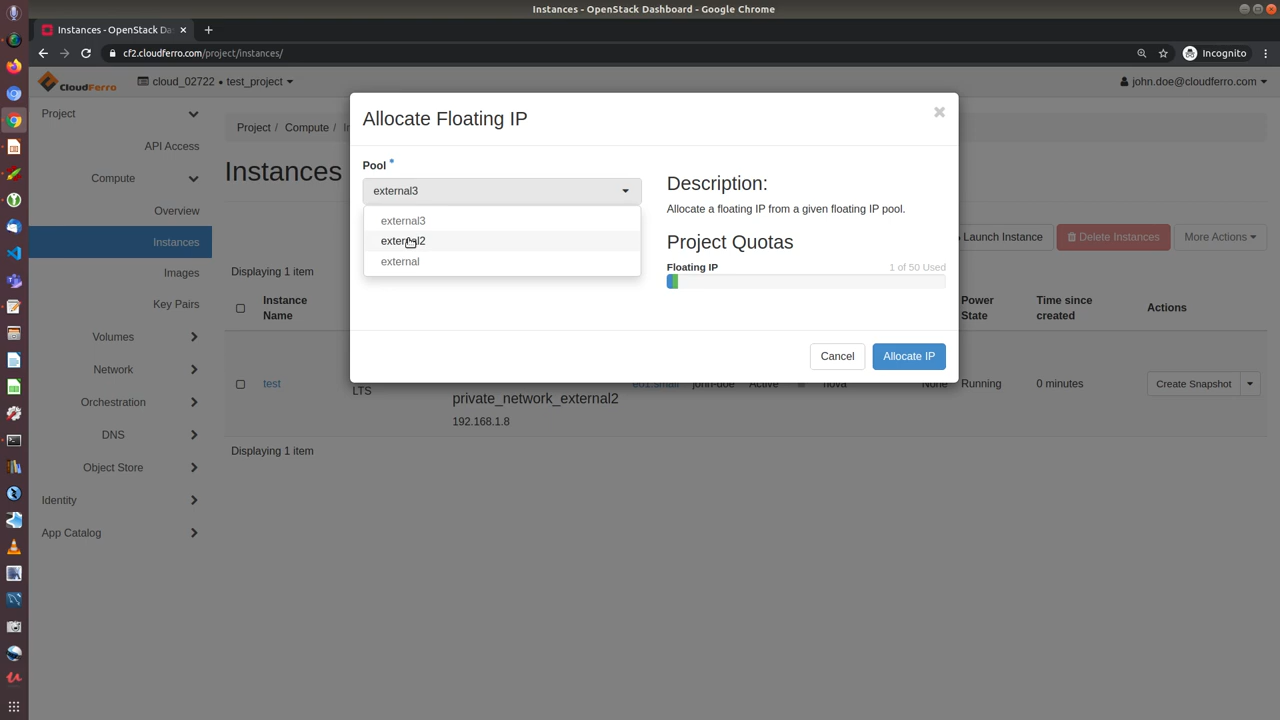 Instances - OpenStack Dashboard - Google Chrome
Instances - OpenStack Da
cf2.cloudferro.com/project/instances/
Incognito
CloudFerro
cloud_02722 • test_project
john.doe@cloudferro.com
Project
API Access
Compute
Overview
Instances
Images
Key Pairs
Volumes
Network
Orchestration
DNS
Object Store
Identity
App Catalog
Project / Compute / I
Instances
Launch Instance
Delete Instances
More Actions
Displaying 1 item
Instance
Name
Power
State
Time since
created
Actions
test
LTS
private_network_external2
192.168.1.8
eo1.small
john-doe
Active
nova
None
Running
0 minutes
Create Snapshot
Displaying 1 item
Allocate Floating IP
Pool
external3
external3
external2
external
Description:
Allocate a floating IP from a given floating IP pool.
Project Quotas
Floating IP
1 of 50 Used
Cancel
Allocate IP